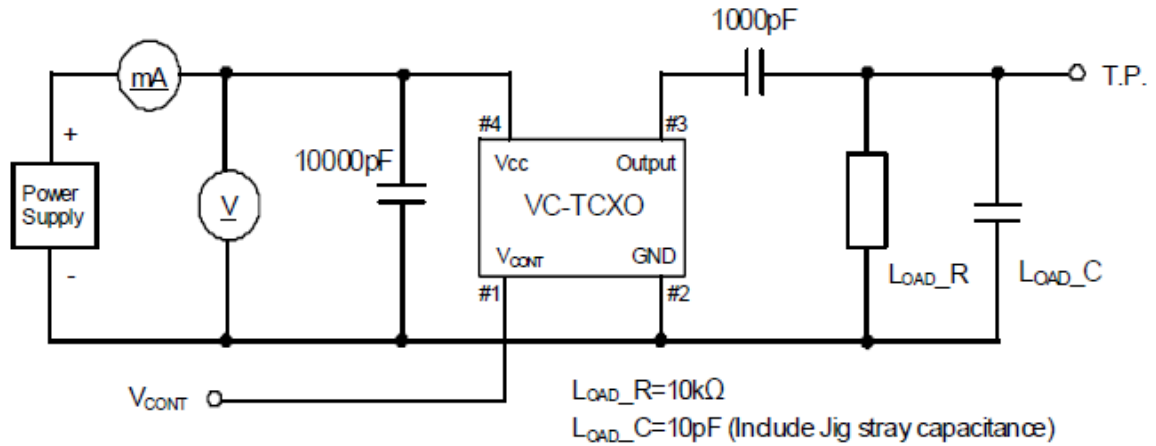 1000pF
mA
T.P.
+
#4
#3
10000pF
Vcc
Output
Power
Supply
V
VC-TCXO
VCONT
GND
-
#1
#2
LOAD_R
LOAD_C
VCONT
LOAD_R=10kΩ
LOAD_C=10pF (Include Jig stray capacitance)